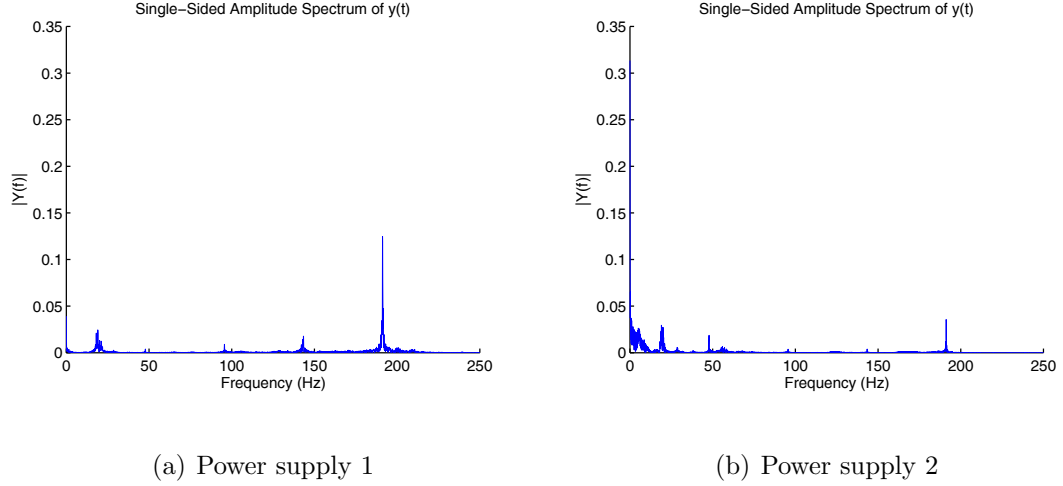 Single−Sided Amplitude Spectrum of y(t)
0.35
0.3
0.25
0.2
0.15
0.1
0.05
0
|Y(f)|
0 50 100 150 200 250
Frequency (Hz)
(a) Power supply 1
Single−Sided Amplitude Spectrum of y(t)
0.35
0.3
0.25
0.2
0.15
0.1
0.05
0
|Y(f)|
0 50 100 150 200 250
Frequency (Hz)
(b) Power supply 2